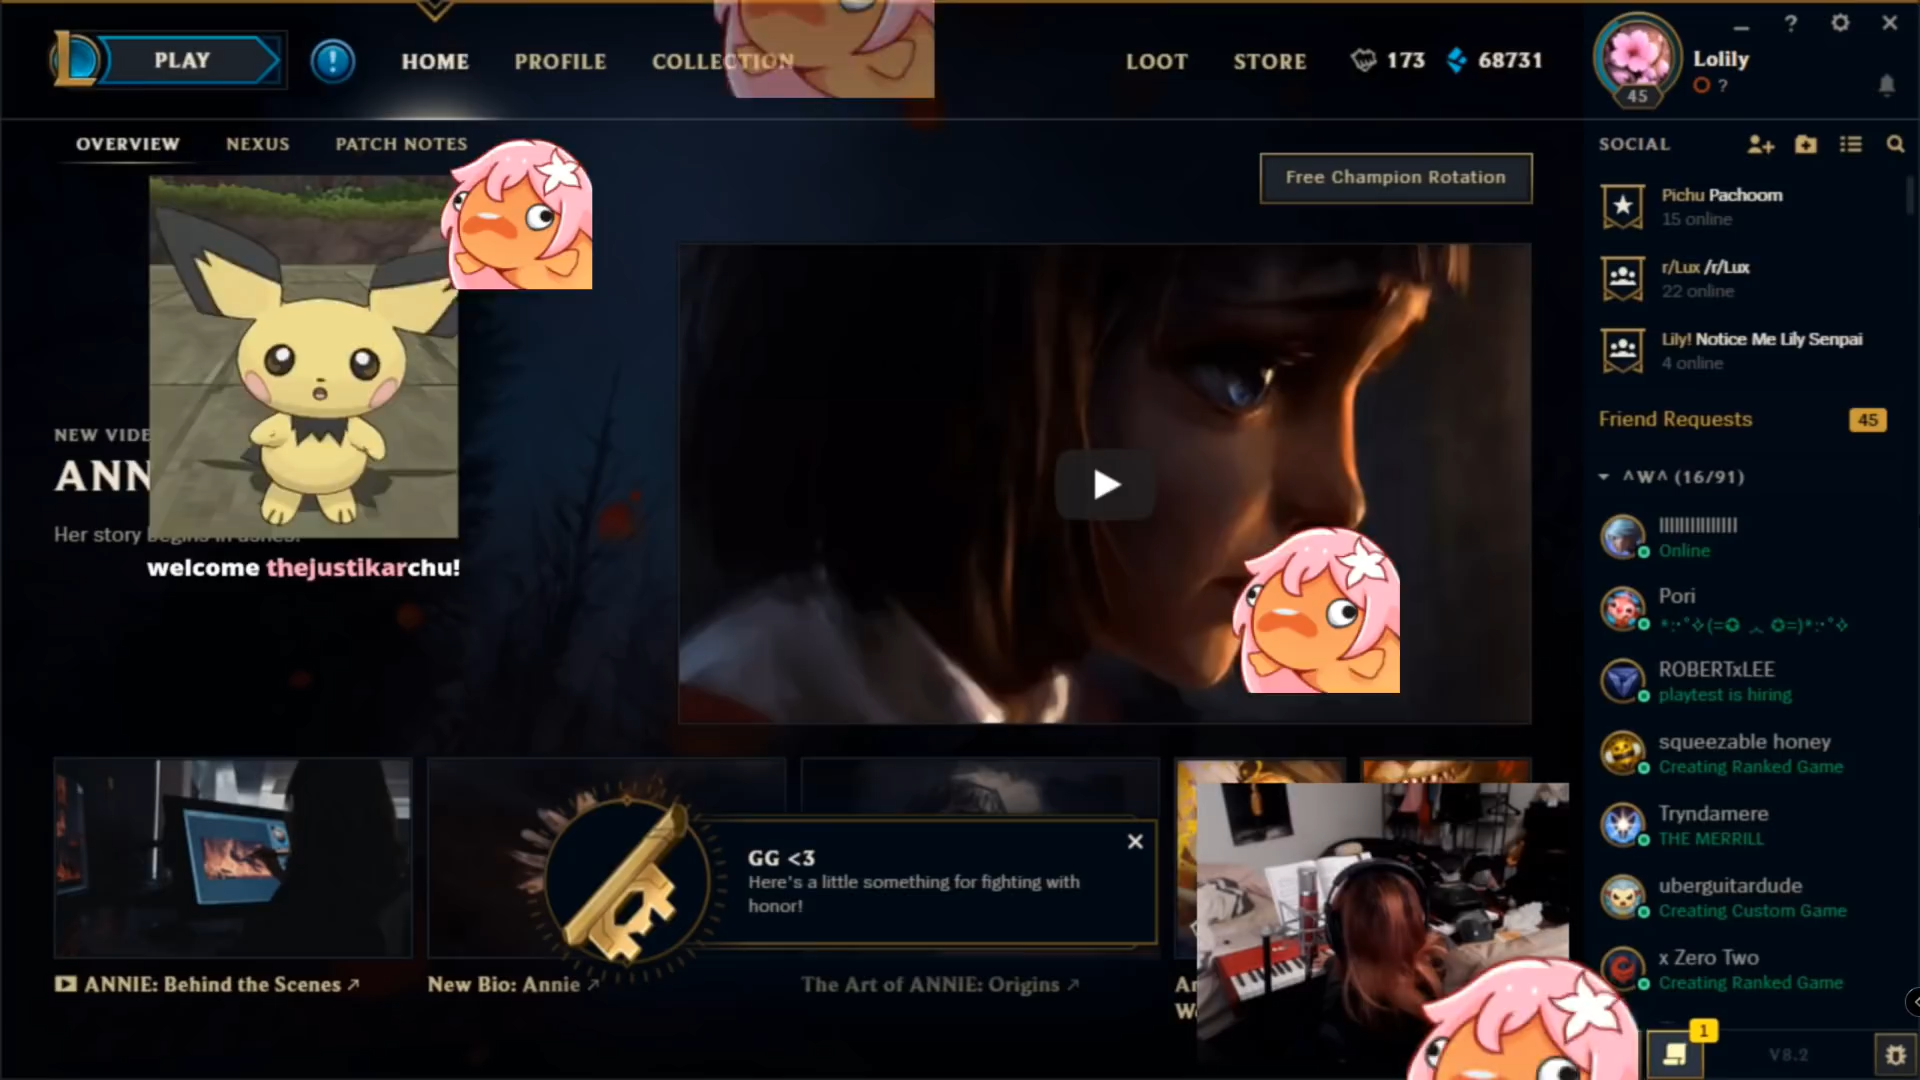 PLAY
HOME
PROFILE
COLLECTION
LOOT
STORE
173
68731
Lolily
?
45
?
OVERVIEW
NEXUS
PATCH NOTES
Free Champion Rotation
SOCIAL
Pichu Pachoom
15 online
r/Lux /r/Lux
22 online
Lily! Notice Me Lily Senpai
4 online
Friend Requests
45
^W^ (16/91)
Online
Pori
ROBERTxLEE
playtest is hiring
squeezable honey
Creating Ranked Game
Tryndamere
THE MERRILL
uberguitardude
Creating Custom Game
x Zero Two
Creating Ranked Game
1
V8.2
NEW VIDE
ANN
Her story begins in ashes.
welcome thejustikarchu!
GG <3
Here's a little something for fighting with
honor!
ANNIE: Behind the Scenes
New Bio: Annie
The Art of ANNIE: Origins